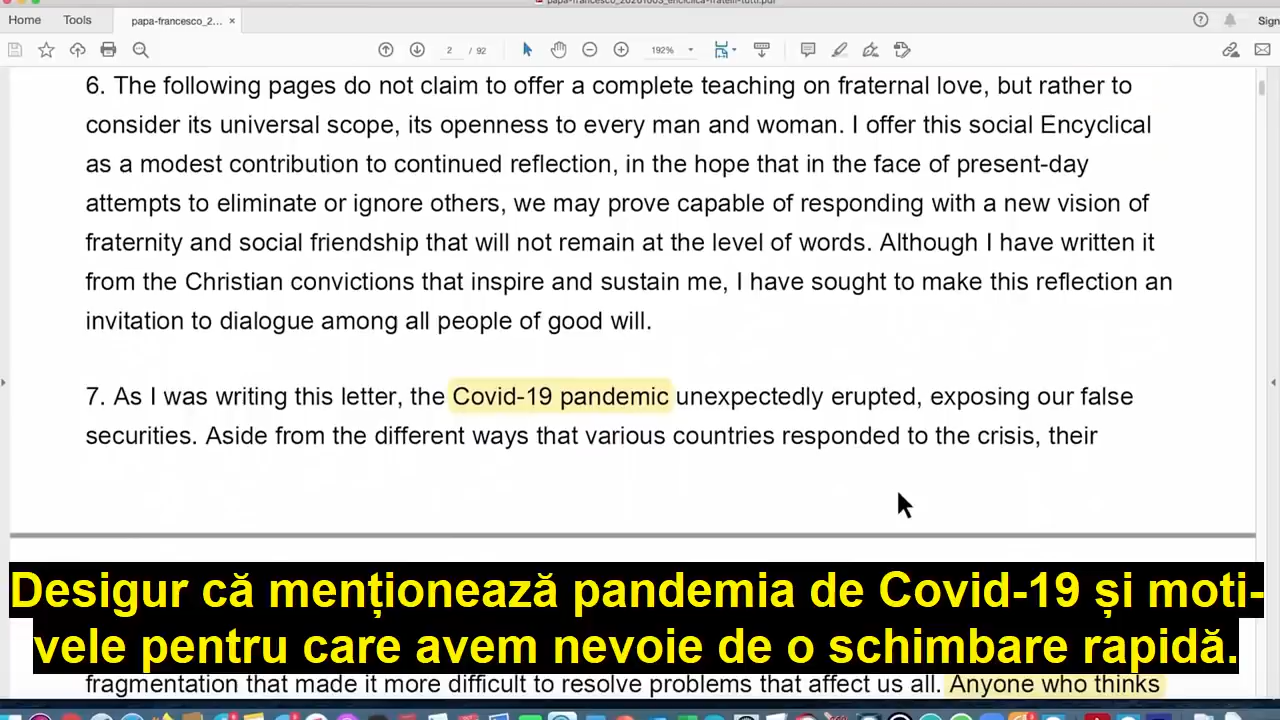 papa-francesco_20201003_enciclica-fratelli-tutti.pdf
Home Tools papa-francesco_2... × Sign
2 / 92 192%
6. The following pages do not claim to offer a complete teaching on fraternal love, but rather to
consider its universal scope, its openness to every man and woman. I offer this social Encyclical
as a modest contribution to continued reflection, in the hope that in the face of present-day
attempts to eliminate or ignore others, we may prove capable of responding with a new vision of
fraternity and social friendship that will not remain at the level of words. Although I have written it
from the Christian convictions that inspire and sustain me, I have sought to make this reflection an
invitation to dialogue among all people of good will.
7. As I was writing this letter, the Covid-19 pandemic unexpectedly erupted, exposing our false
securities. Aside from the different ways that various countries responded to the crisis, their
Desigur că menționează pandemia de Covid-19 și moti-
vele pentru care avem nevoie de o schimbare rapidă.
fragmentation that made it more difficult to resolve problems that affect us all. Anyone who thinks